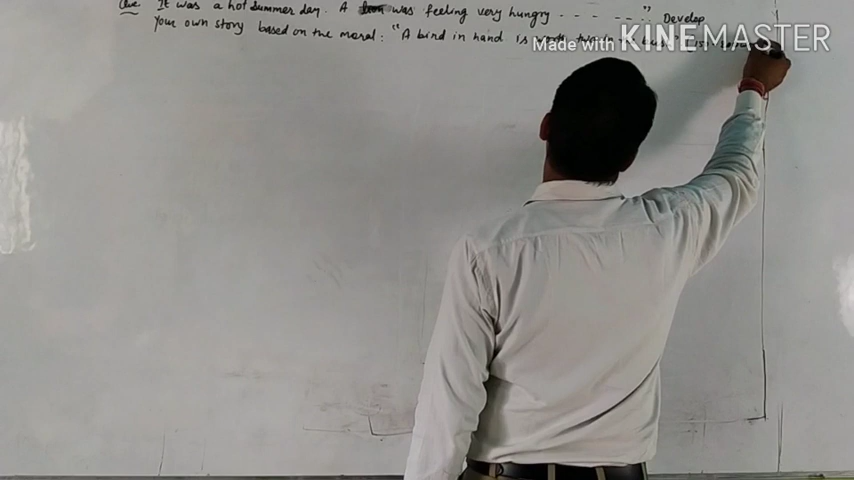 Que. It was a hot summer day. A lion was feeling very hungry - - - - - - - - ." Develop
Your own story based on the moral: "A bird in hand is worth two in
Made with KINEMASTER